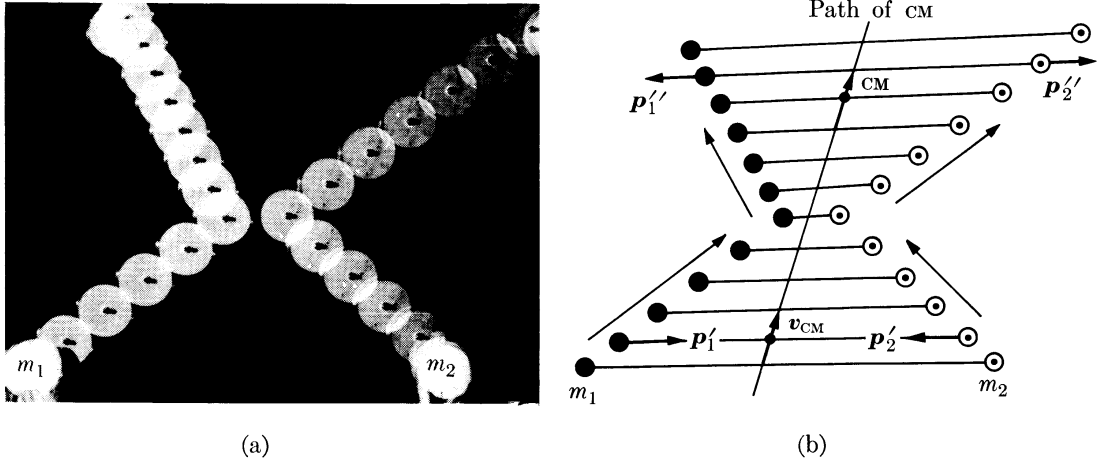 Path of CM
p₁″
CM
p₂″
v_CM
p₁′
p₂′
m₁
m₂
m₁
m₂
(a)
(b)